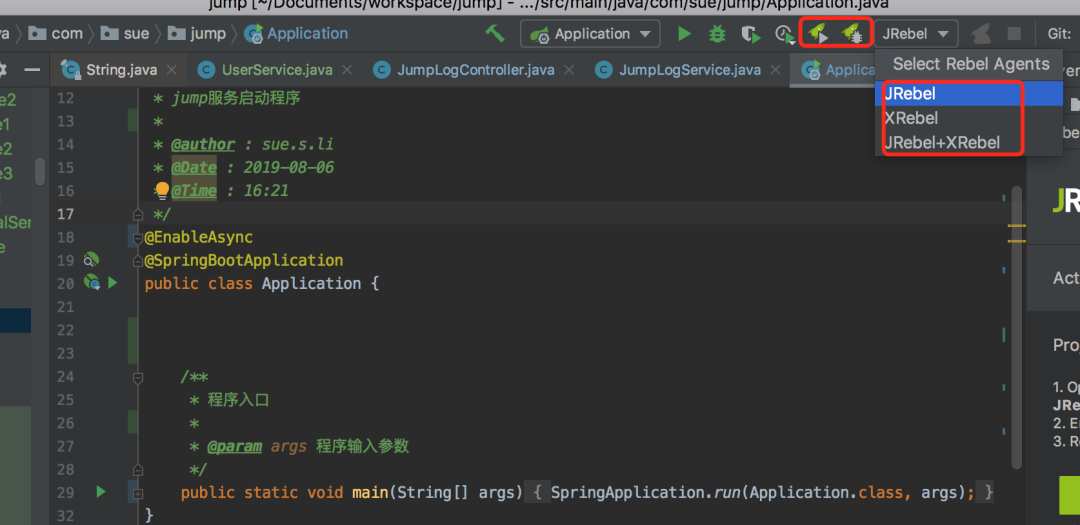 jump [~/Documents/workspace/jump] - .../src/main/java/com/sue/jump/Application.java
va com sue jump Application Application JRebel Git:
String.java UserService.java JumpLogController.java JumpLogService.java Applica
Select Rebel Agents
JRebel
XRebel
JRebel+XRebel
e2
e1
e2
e3
alSer
e
12 * jump服务启动程序
13 *
14 * @author : sue.s.li
15 * @Date : 2019-08-06
16 * @Time : 16:21
17 */
18 @EnableAsync
19 @SpringBootApplication
20 public class Application {
21
22
23
24 /**
25 * 程序入口
26 *
27 * @param args 程序输入参数
28 */
29 public static void main(String[] args) { SpringApplication.run(Application.class, args); }
32 }
JR
Act
Pro
1. Op
JRe
2. E
3. R